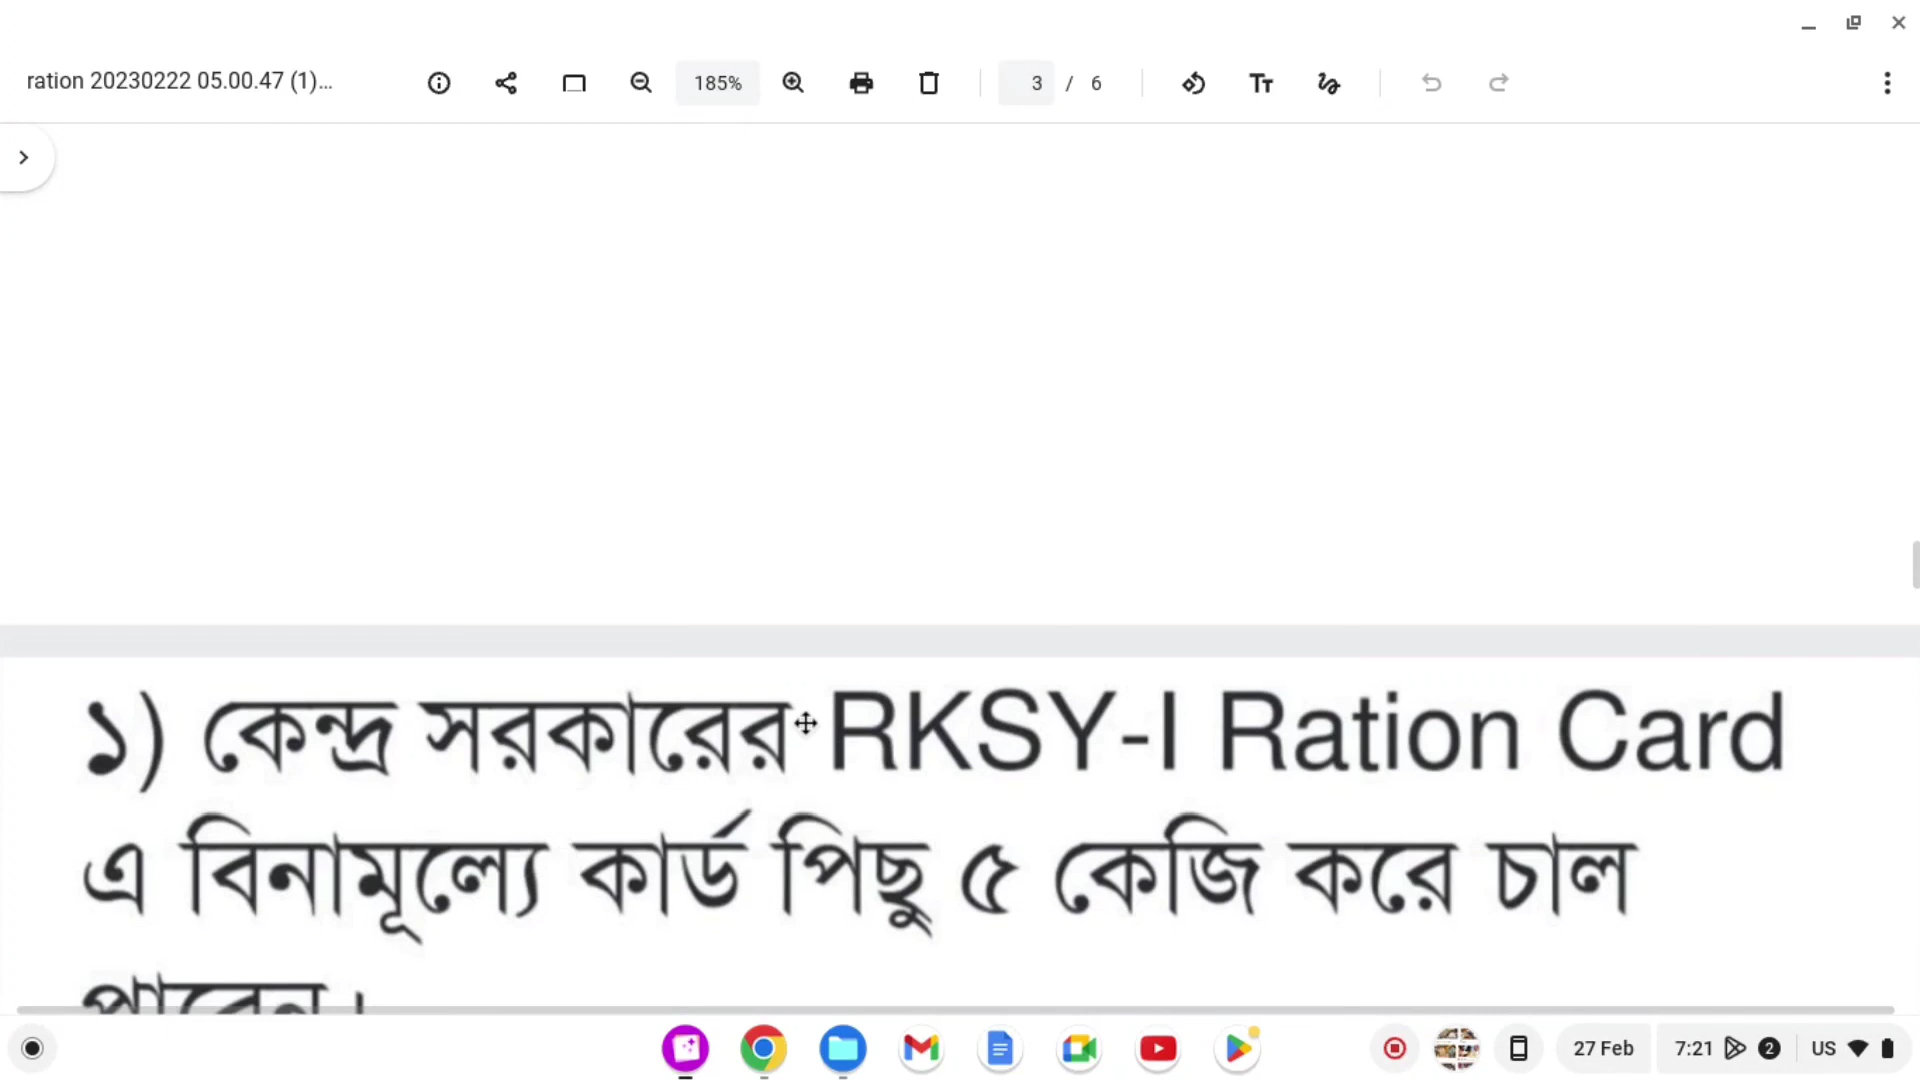 ration 20230222 05.00.47 (1)...
185%
3 / 6
১) কেন্দ্র সরকারের RKSY-I Ration Card
এ বিনামূল্যে কার্ড পিছু ৫ কেজি করে চাল
পাবেন।
27 Feb
7:21
2
US